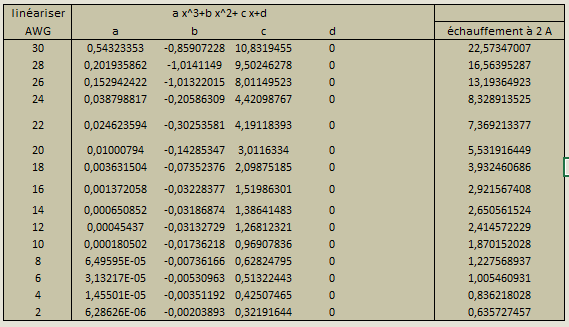 linéariser a x^3+b x^2+ c x+d
AWG a b c d échauffement à 2 A
30 0,54323353 -0,85907228 10,8319455 0 22,57347007
28 0,201935862 -1,0141149 9,50246278 0 16,56395287
26 0,152942422 -1,01322015 8,01149523 0 13,19364923
24 0,038798817 -0,20586309 4,42098767 0 8,328913525
22 0,024623594 -0,30253581 4,19118393 0 7,369213377
20 0,01000794 -0,14285347 3,0116334 0 5,531916449
18 0,003631504 -0,07352376 2,09875185 0 3,932460686
16 0,001372058 -0,03228377 1,51986301 0 2,921567408
14 0,000650852 -0,03186874 1,38641483 0 2,650561524
12 0,00045437 -0,03132729 1,26812321 0 2,414572229
10 0,000180502 -0,01736218 0,96907836 0 1,870152028
8 6,49595E-05 -0,00736166 0,62824795 0 1,227568937
6 3,13217E-05 -0,00530963 0,51322443 0 1,005460931
4 1,45501E-05 -0,00351192 0,42507465 0 0,836218028
2 6,28626E-06 -0,00203893 0,32191644 0 0,635727457